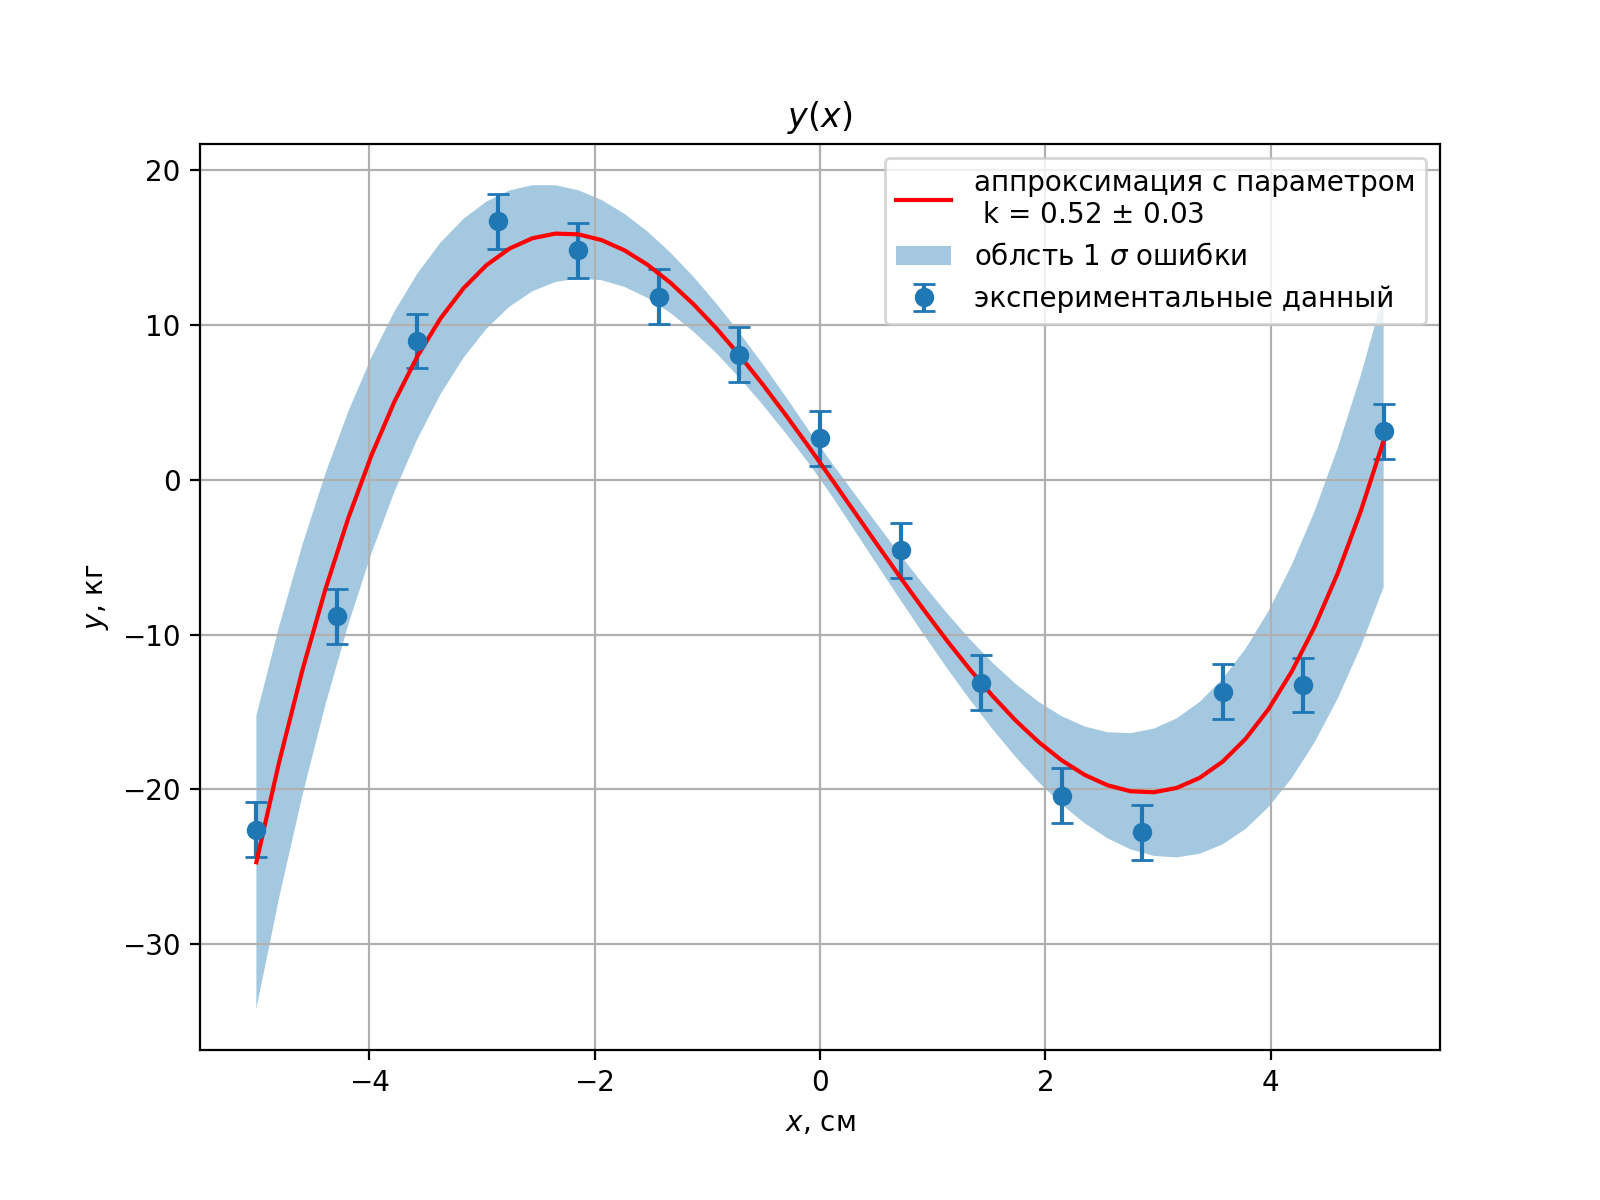 y(x)
20
10
0
−10
−20
−30
y, кг
аппроксимация с параметром
k = 0.52 ± 0.03
облсть 1 σ ошибки
экспериментальные данный
−4
−2
0
2
4
x, см